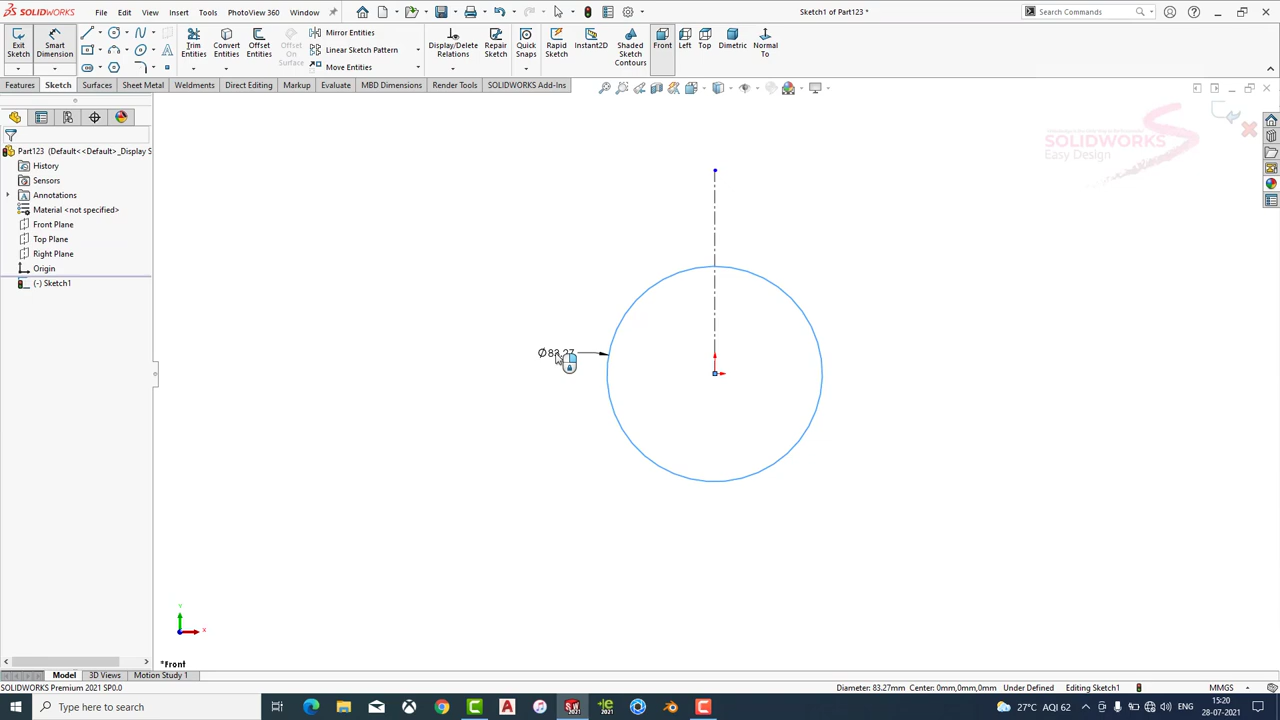 SOLIDWORKS File Edit View Insert Tools PhotoView 360 Window Sketch1 of Part123 * Search Commands
Exit Sketch
Smart Dimension
Trim Entities
Convert Entities
Offset Entities
Offset On Surface
Mirror Entities
Linear Sketch Pattern
Move Entities
Display/Delete Relations
Repair Sketch
Quick Snaps
Rapid Sketch
Instant2D
Shaded Sketch Contours
Front
Left
Top
Dimetric
Normal To
Features Sketch Surfaces Sheet Metal Weldments Direct Editing Markup Evaluate MBD Dimensions Render Tools SOLIDWORKS Add-Ins
SOLIDWORKS
Easy Design
Part123 (Default<<Default>_Display S
History
Sensors
Annotations
Material <not specified>
Front Plane
Top Plane
Right Plane
Origin
(-) Sketch1
Ø83.27
Y
X
*Front
Model 3D Views Motion Study 1
SOLIDWORKS Premium 2021 SP0.0 Diameter: 83.27mm Center: 0mm,0mm,0mm Under Defined Editing Sketch1 MMGS
Type here to search
27°C AQI 62 ENG 15:20
28-07-2021